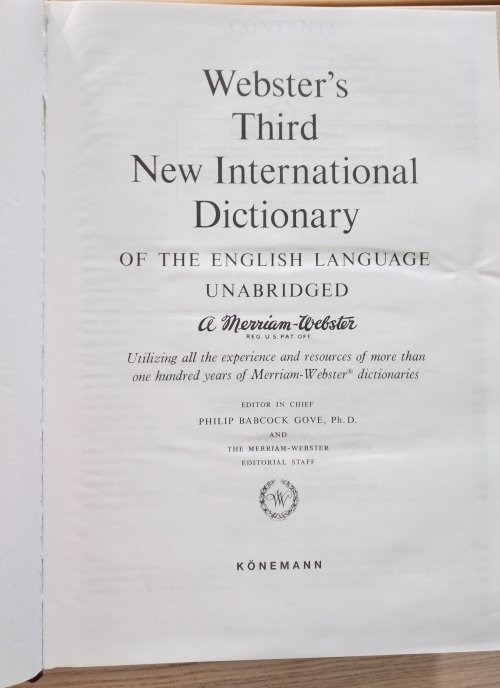 CONTENTS
Webster's
Third
New International
Dictionary
OF THE ENGLISH LANGUAGE
UNABRIDGED
A Merriam-Webster
REG. U.S. PAT. OFF.
Utilizing all the experience and resources of more than
one hundred years of Merriam-Webster® dictionaries
EDITOR IN CHIEF
PHILIP BABCOCK GOVE, Ph.D.
AND
THE MERRIAM-WEBSTER
EDITORIAL STAFF
W
KÖNEMANN